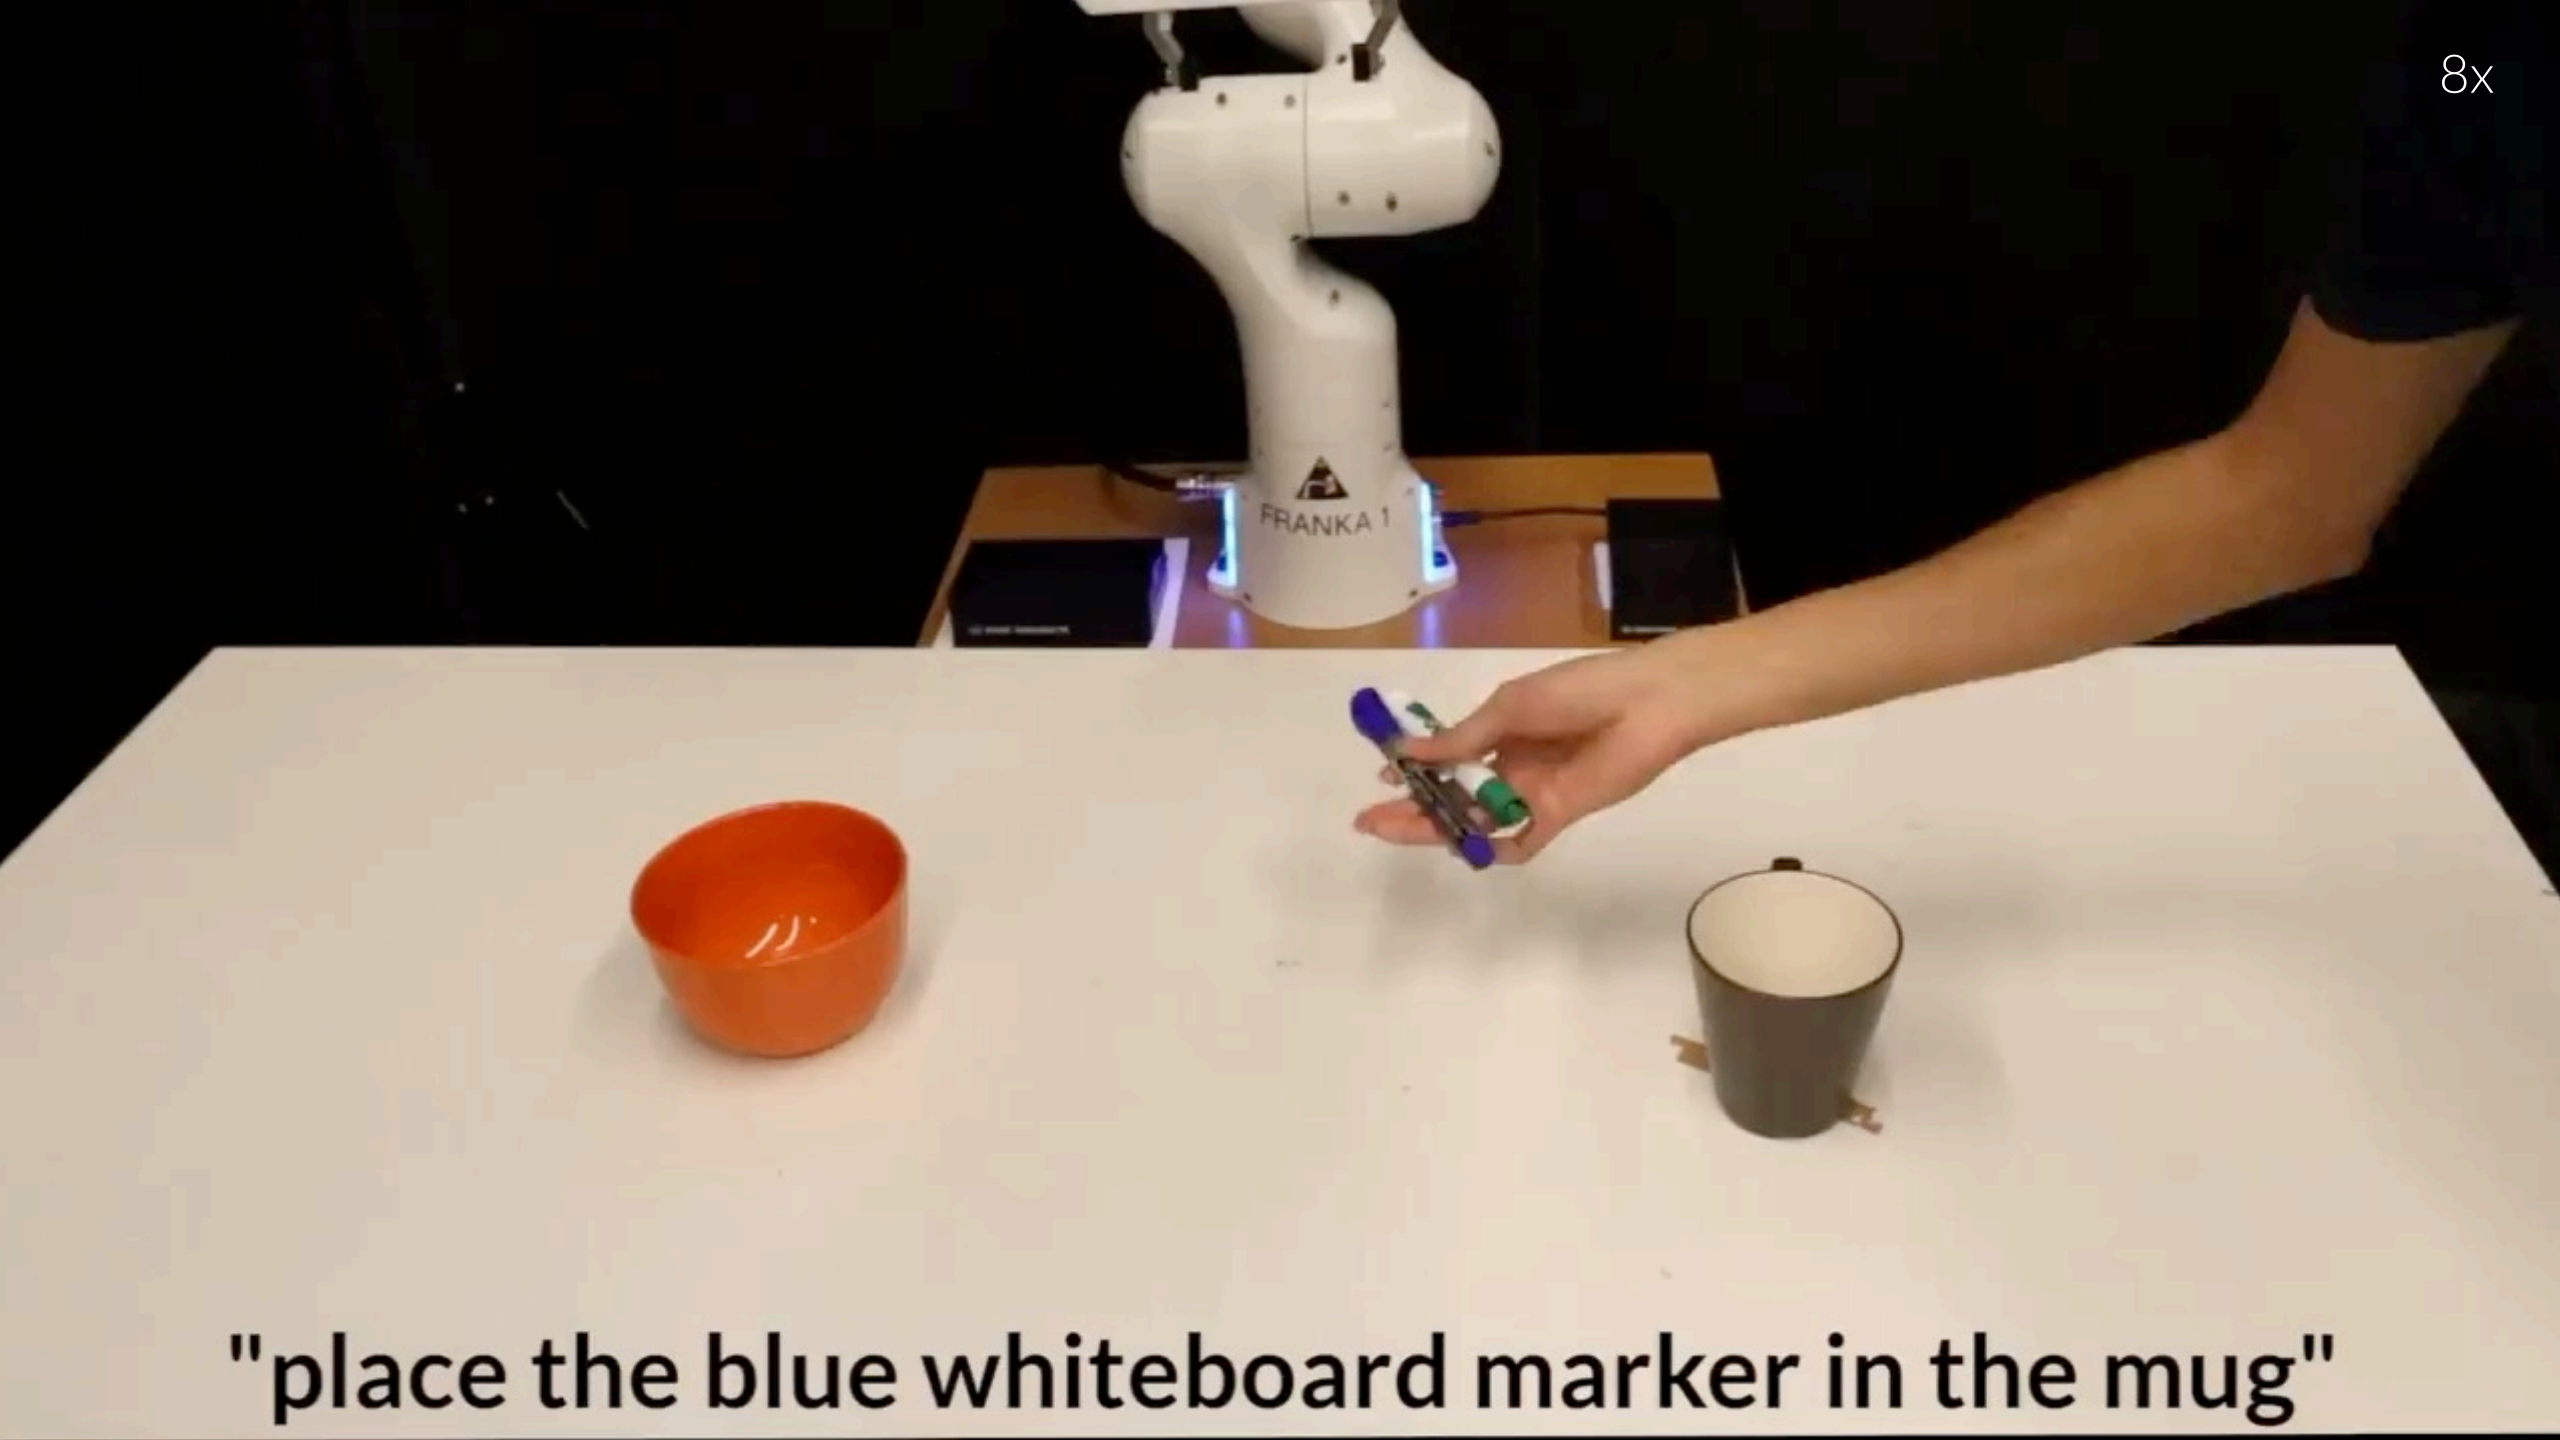 8x
FRANKA 1
"place the blue whiteboard marker in the mug"